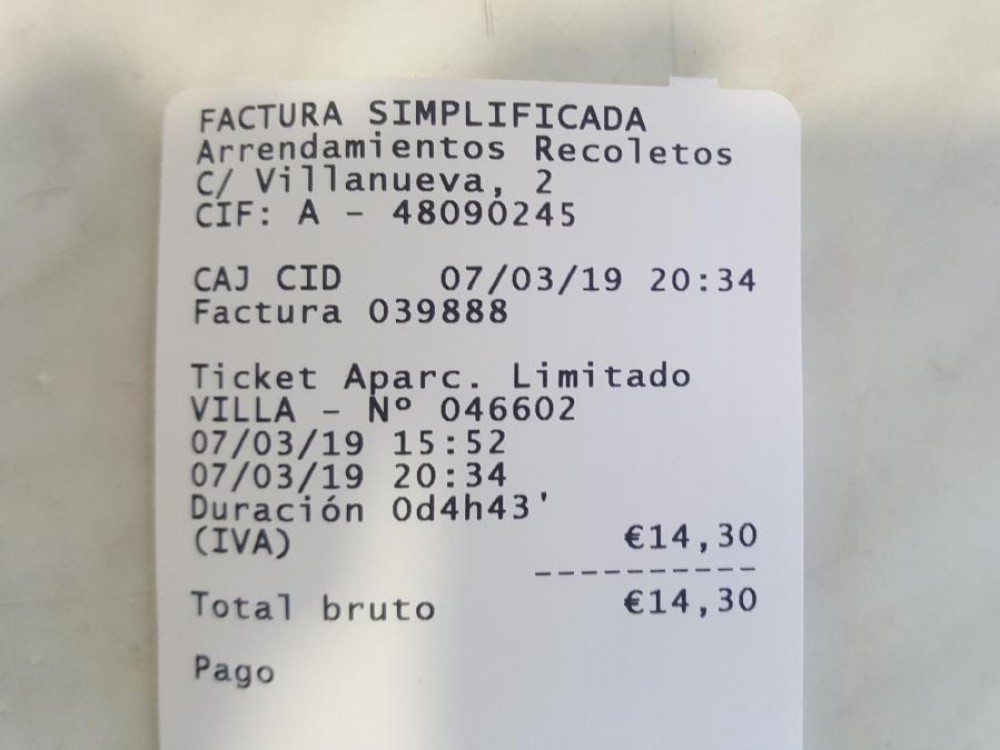 FACTURA SIMPLIFICADA
Arrendamientos Recoletos
C/ Villanueva, 2
CIF: A - 48090245
CAJ CID 07/03/19 20:34
Factura 039888
Ticket Aparc. Limitado
VILLA - Nº 046602
07/03/19 15:52
07/03/19 20:34
Duración 0d4h43'
(IVA) €14,30
----------
Total bruto €14,30
Pago